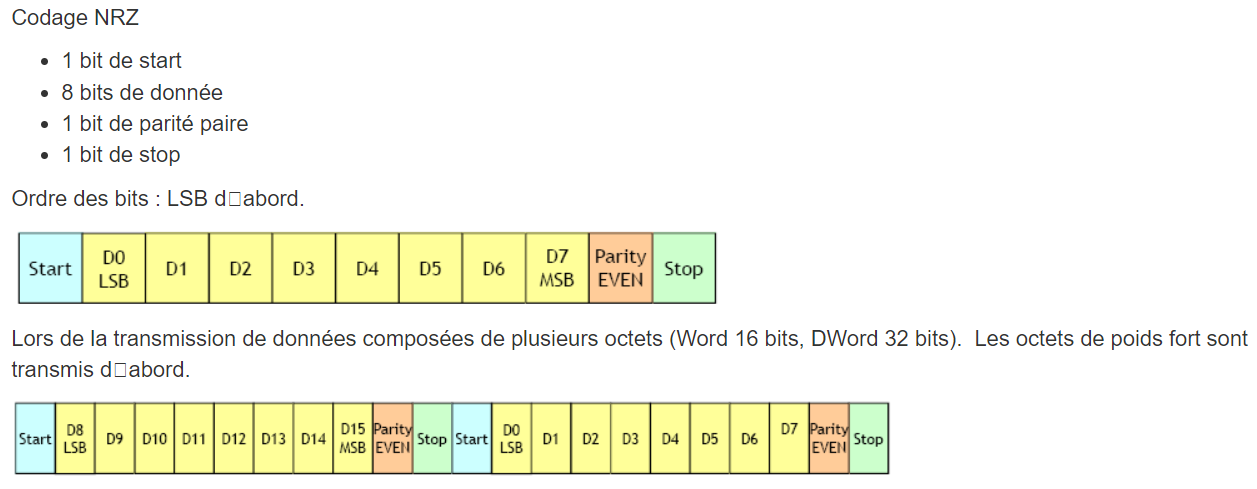 Codage NRZ
• 1 bit de start
• 8 bits de donnée
• 1 bit de parité paire
• 1 bit de stop
Ordre des bits : LSB d□abord.
Start D0 LSB D1 D2 D3 D4 D5 D6 D7 MSB Parity EVEN Stop
Lors de la transmission de données composées de plusieurs octets (Word 16 bits, DWord 32 bits).  Les octets de poids fort sont
transmis d□abord.
Start D8 LSB D9 D10 D11 D12 D13 D14 D15 MSB Parity EVEN Stop Start D0 LSB D1 D2 D3 D4 D5 D6 D7 Parity EVEN Stop